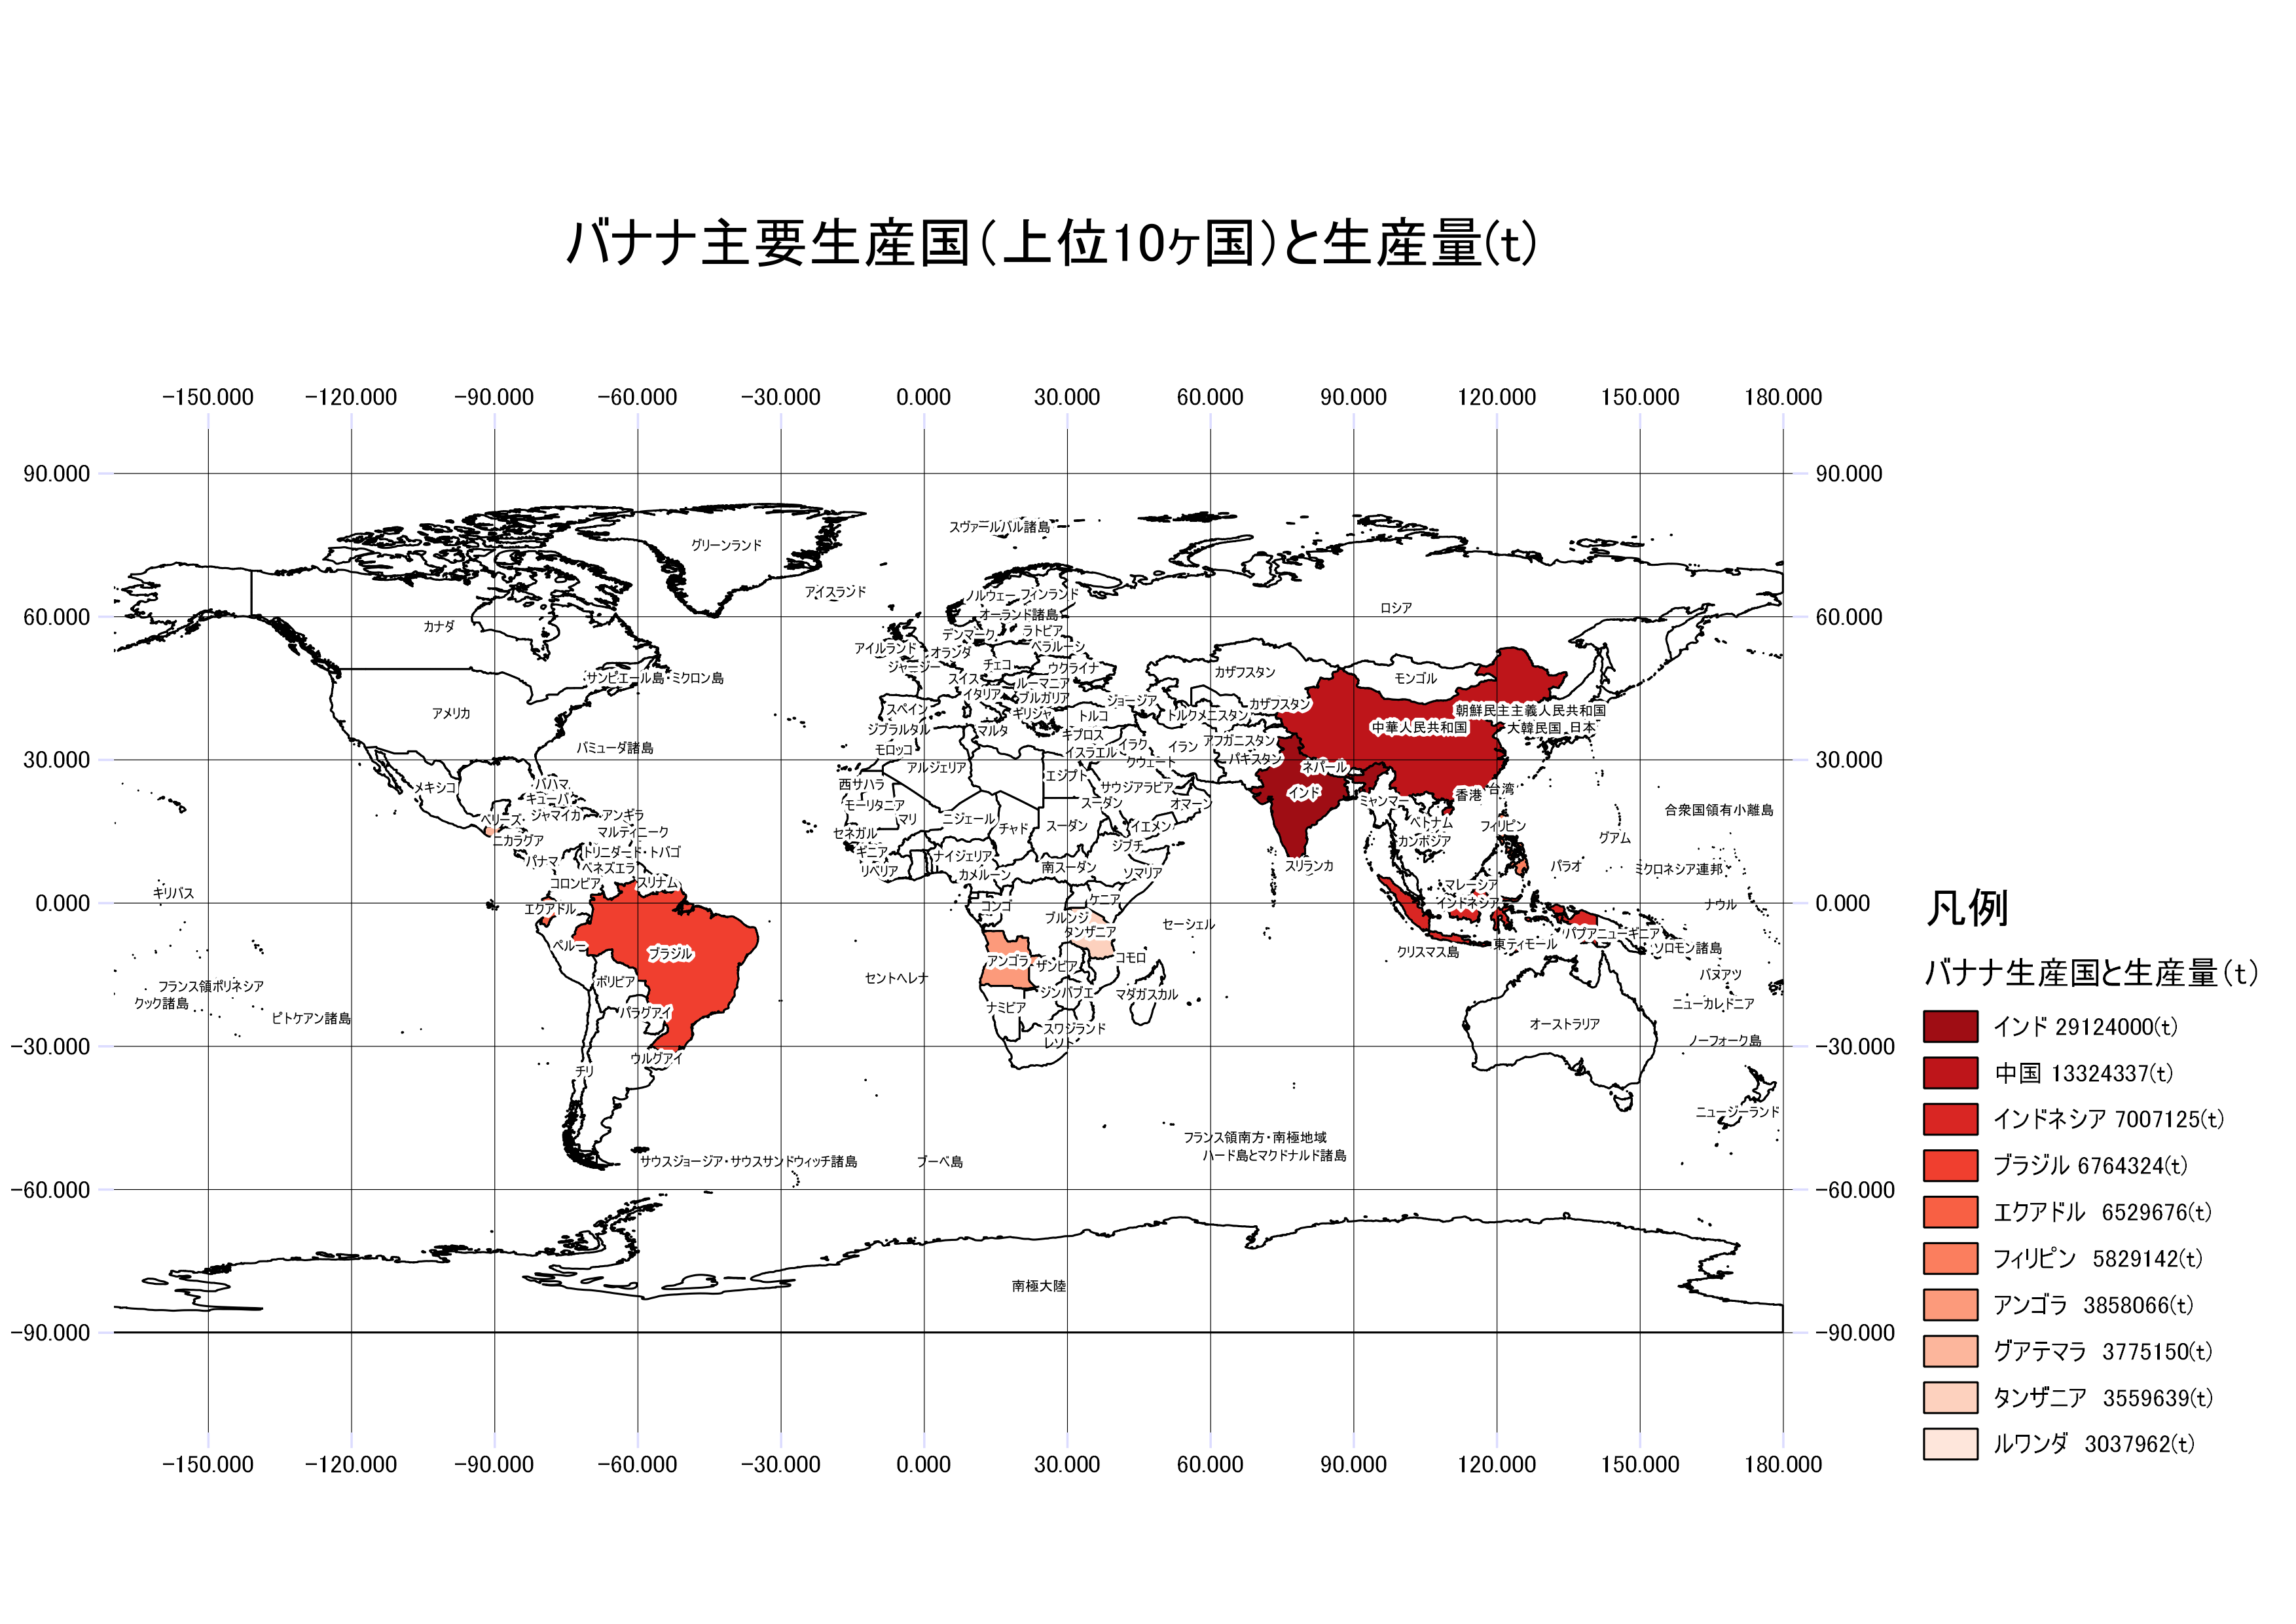 バナナ主要生産国(上位10ヶ国)と生産量(t)
-150.000 -120.000 -90.000 -60.000 -30.000 0.000 30.000 60.000 90.000 120.000 150.000 180.000
90.000 90.000
スヴァールバル諸島
グリーンランド
アイスランド
ノルウェー フィンランド
ロシア
60.000 60.000
オーランド諸島
カナダ
デンマーク ラトビア
アイルランド オランダ ベラルーシ
ジャージー チェコ ウクライナ
カザフスタン
サンピエール島・ミクロン島
スイス ルーマニア
モンゴル
イタリア ブルガリア
ジョージア カザフスタン
スペイン ギリシャ
アメリカ
トルコ トルクメニスタン
朝鮮民主主義人民共和国
中華人民共和国 大韓民国 日本
ジブラルタル マルタ キプロス
バミューダ諸島
モロッコ イスラエル イラク イラン アフガニスタン
30.000 30.000
クウェート パキスタン
アルジェリア ネパール
エジプト
メキシコ バハマ
西サハラ サウジアラビア
インド 香港 台湾
キューバ
モーリタニア スーダン オマーン ミャンマー
合衆国領有小離島
ベリーズ ジャマイカ アンギラ
マリ ニジェール チャド スーダン イエメン
ベトナム フィリピン
マルティニーク
セネガル
ニカラグア
ジブチ カンボジア グアム
ギニア ナイジェリア
パナマ トリニダード・トバゴ
南スーダン スリランカ パラオ ミクロネシア連邦
ベネズエラ リベリア カメルーン ソマリア
コロンビア スリナム マレーシア
キリバス
0.000 0.000
エクアドル コンゴ ケニア インドネシア ナウル
ブルンジ
タンザニア セーシェル
ペルー ブラジル
パプアニューギニア
東ティモール ソロモン諸島
アンゴラ ザンビア コモロ クリスマス島
セントヘレナ
バヌアツ
ボリビア
フランス領ポリネシア
クック諸島
ジンバブエ マダガスカル
ニューカレドニア
ナミビア
パラグアイ
ピトケアン諸島
スワジランド
オーストラリア
レソト
ノーフォーク島
-30.000 -30.000
ウルグアイ
チリ
ニュージーランド
フランス領南方・南極地域
ハード島とマクドナルド諸島
サウスジョージア・サウスサンドウィッチ諸島 ブーベ島
-60.000 -60.000
南極大陸
-90.000 -90.000
-150.000 -120.000 -90.000 -60.000 -30.000 0.000 30.000 60.000 90.000 120.000 150.000 180.000
凡例
バナナ生産国と生産量(t)
インド 29124000(t)
中国 13324337(t)
インドネシア 7007125(t)
ブラジル 6764324(t)
エクアドル 6529676(t)
フィリピン 5829142(t)
アンゴラ 3858066(t)
グアテマラ 3775150(t)
タンザニア 3559639(t)
ルワンダ 3037962(t)